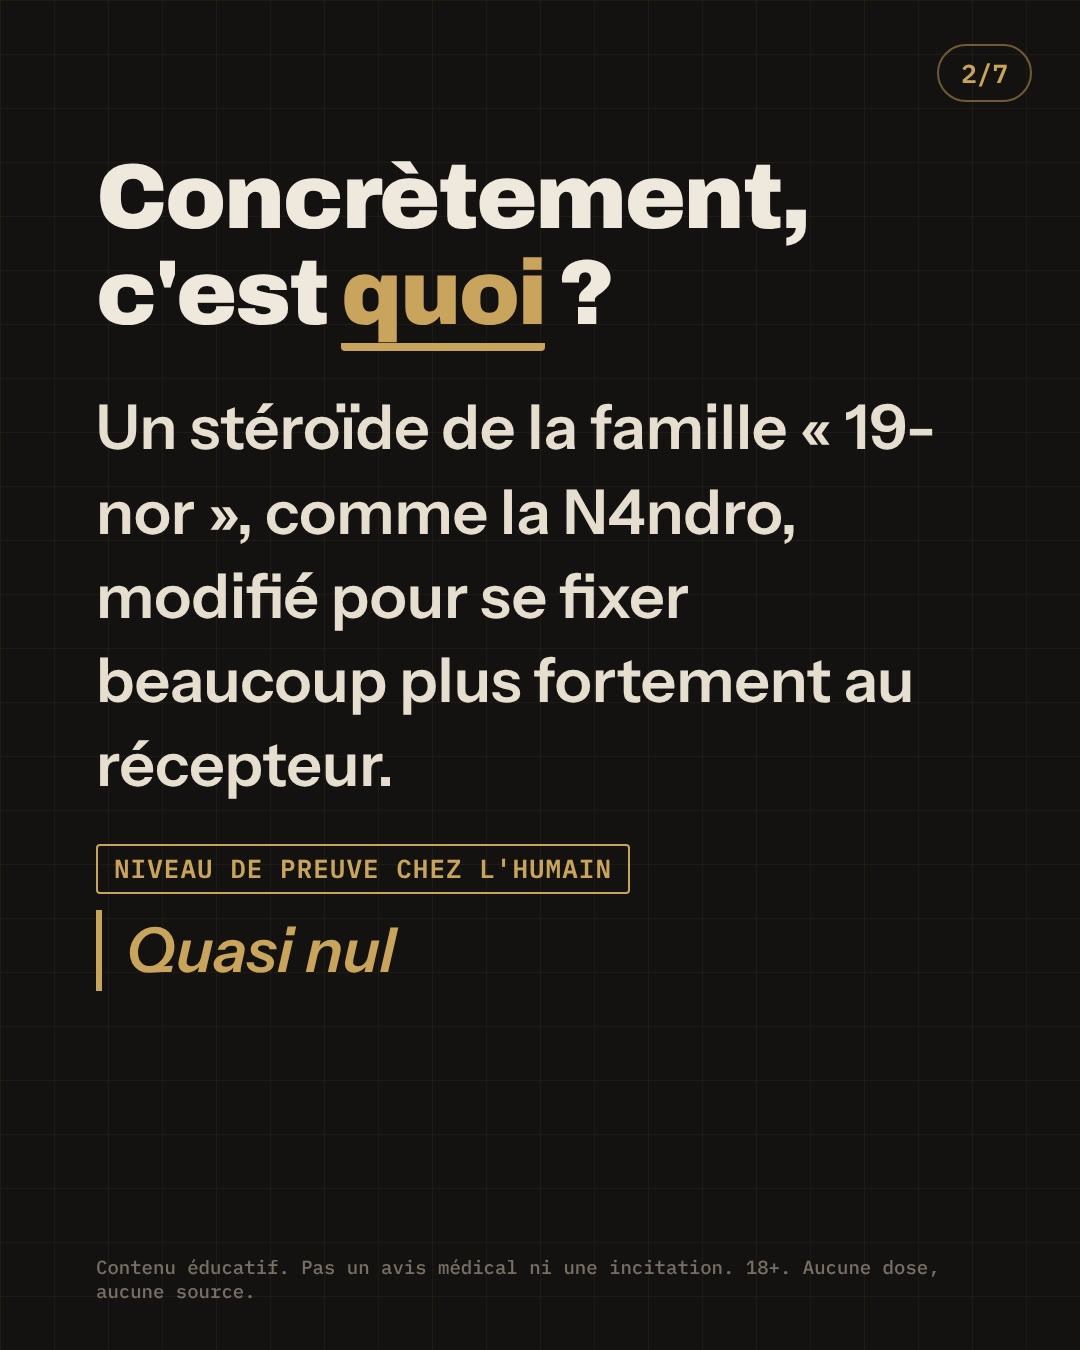 2/7
Concrètement,
c'est quoi ?
Un stéroïde de la famille « 19-
nor », comme la N4ndro,
modifié pour se fixer
beaucoup plus fortement au
récepteur.
NIVEAU DE PREUVE CHEZ L'HUMAIN
Quasi nul
Contenu éducatif. Pas un avis médical ni une incitation. 18+. Aucune dose,
aucune source.